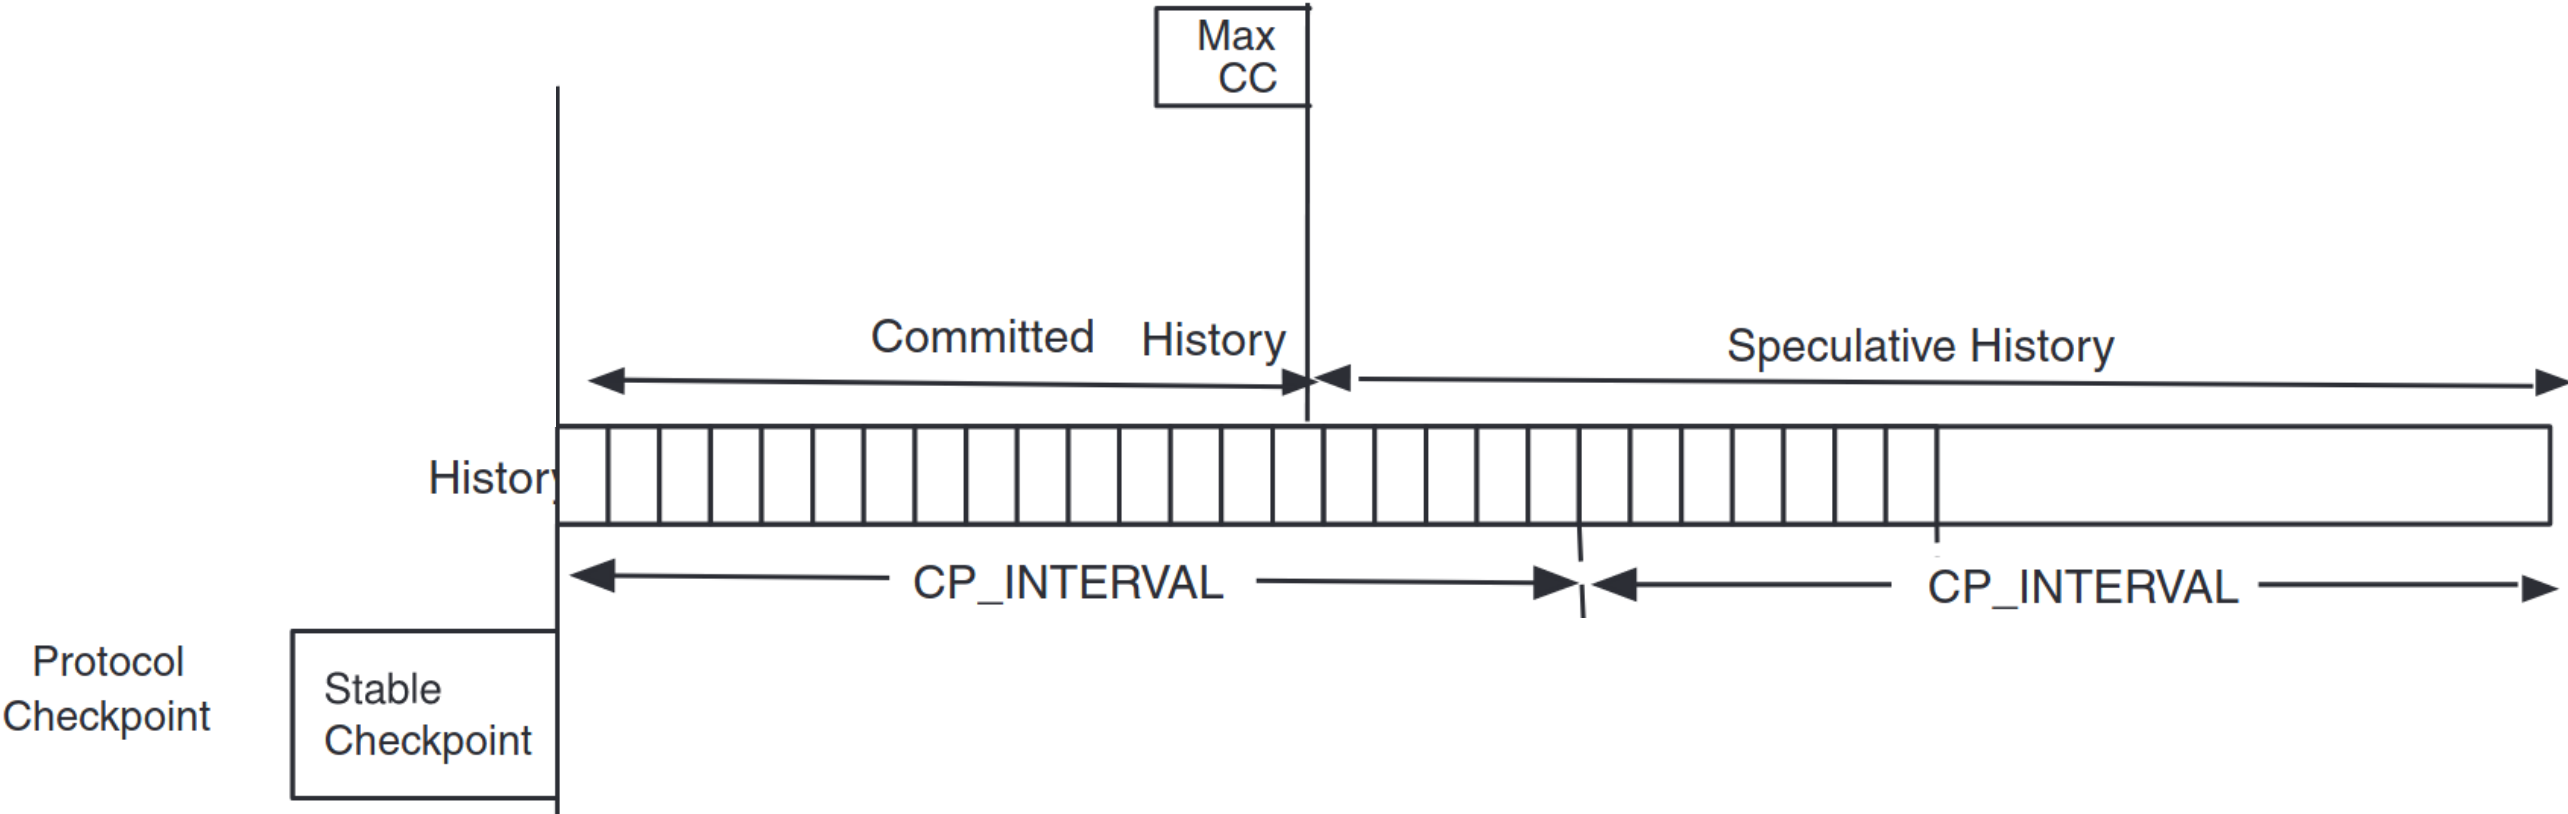 Max
CC
Committed History
Speculative History
History
CP_INTERVAL
CP_INTERVAL
Protocol
Checkpoint
Stable
Checkpoint